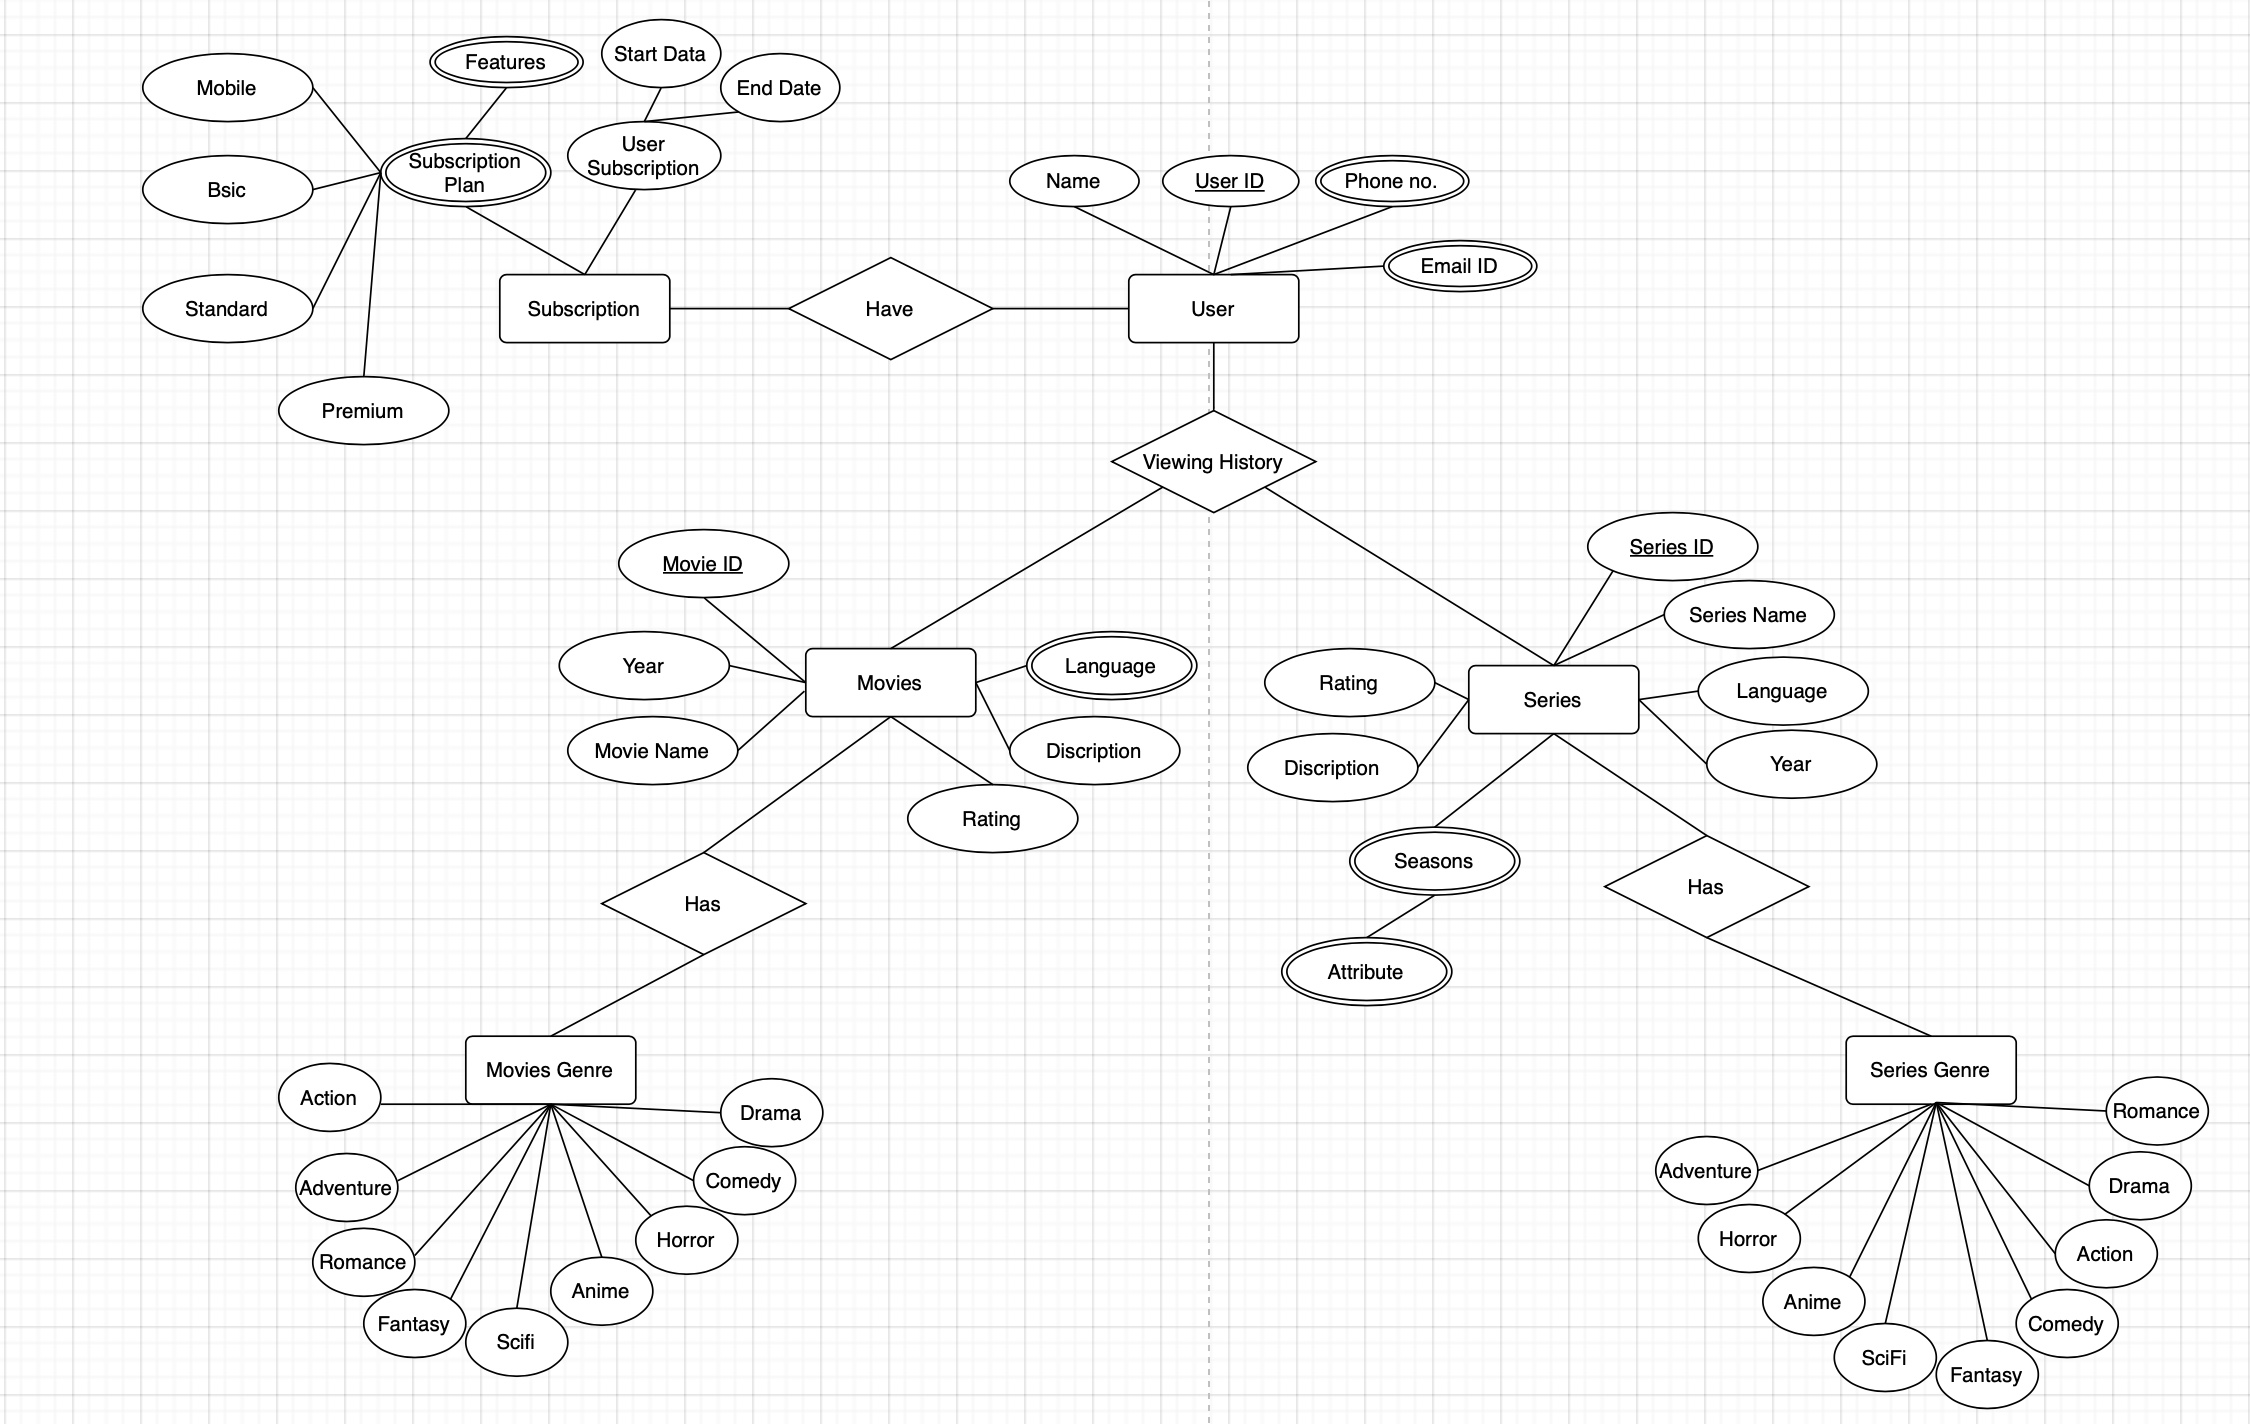 Features
Start Data
End Date
Mobile
Subscription
Plan
User
Subscription
Bsic
Name
User ID
Phone no.
Email ID
Standard
Subscription
Have
User
Premium
Viewing History
Movie ID
Series ID
Series Name
Year
Movies
Language
Rating
Series
Language
Movie Name
Discription
Discription
Year
Rating
Seasons
Has
Has
Attribute
Movies Genre
Series Genre
Action
Drama
Romance
Adventure
Comedy
Adventure
Drama
Romance
Horror
Horror
Action
Fantasy
Scifi
Anime
Anime
Comedy
SciFi
Fantasy